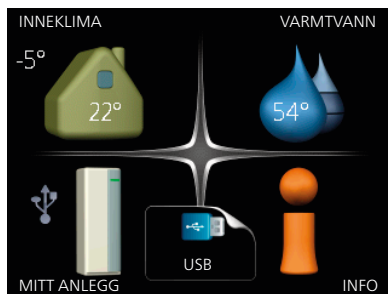 INNEKLIMA
VARMTVANN
-5°
22°
54°
USB
MITT ANLEGG
INFO